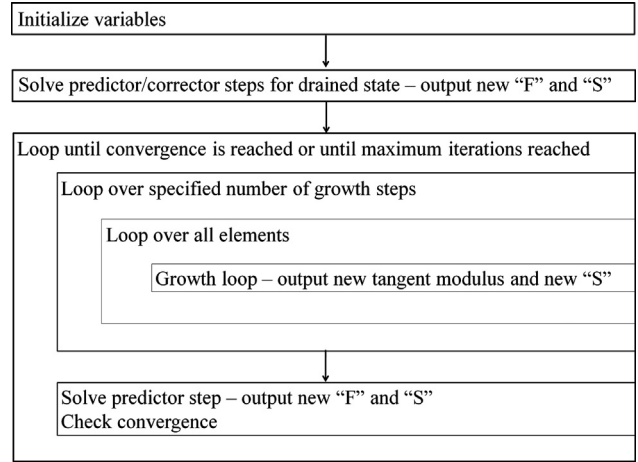 Initialize variables
Solve predictor/corrector steps for drained state – output new “F” and “S”
Loop until convergence is reached or until maximum iterations reached
Loop over specified number of growth steps
Loop over all elements
Growth loop – output new tangent modulus and new “S”
Solve predictor step – output new “F” and “S”
Check convergence